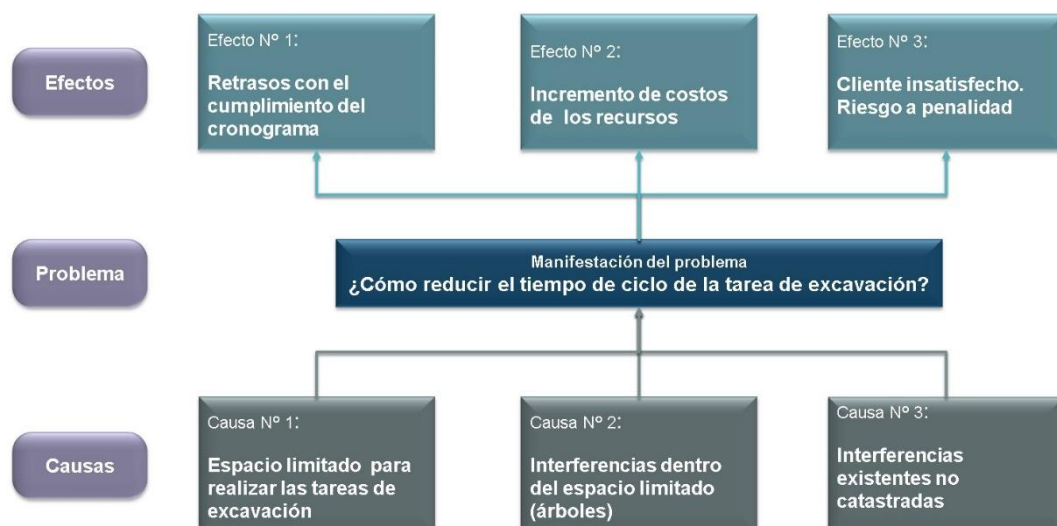 Efectos
Efecto Nº 1:
Retrasos con el
cumplimiento del
cronograma
Efecto Nº 2:
Incremento de costos
de los recursos
Efecto Nº 3:
Cliente insatisfecho.
Riesgo a penalidad
Problema
Manifestación del problema
¿Cómo reducir el tiempo de ciclo de la tarea de excavación?
Causas
Causa Nº 1:
Espacio limitado para
realizar las tareas de
excavación
Causa Nº 2:
Interferencias dentro
del espacio limitado
(árboles)
Causa Nº 3:
Interferencias
existentes no
catastradas